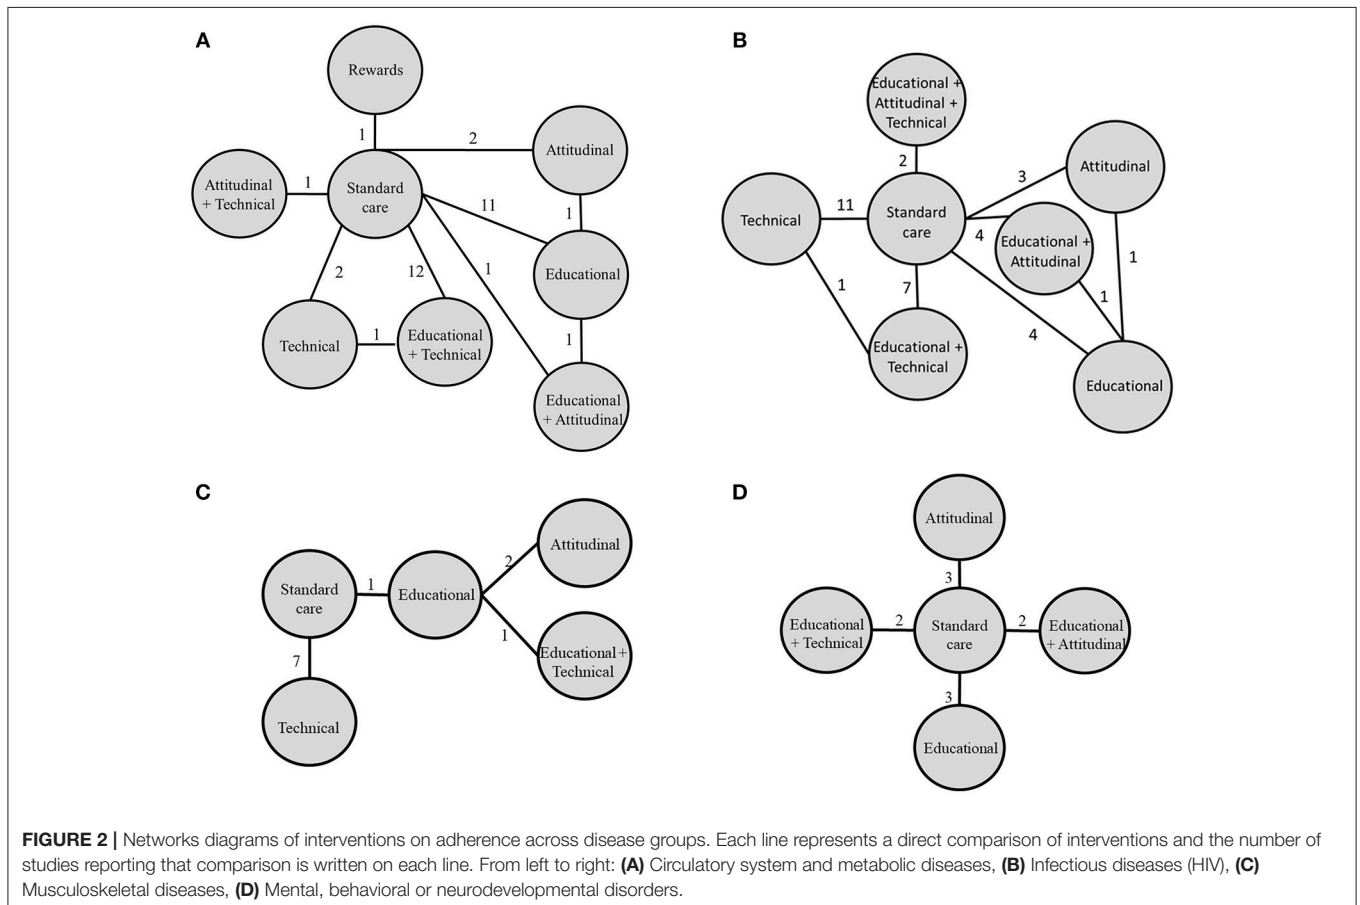 A
Rewards
1
2
Attitudinal
Attitudinal
+ Technical
1
Standard
care
11
1
Educational
2
12
1
1
Technical
1
Educational
+ Technical
Educational
+ Attitudinal
B
Educational +
Attitudinal +
Technical
2
3
Attitudinal
Technical
11
Standard
care
4
Educational +
Attitudinal
1
1
7
1
4
Educational +
Technical
Educational
C
Attitudinal
2
Standard
care
1
Educational
1
Educational +
Technical
7
Technical
D
Attitudinal
3
Educational
+ Technical
2
Standard
care
2
Educational
+ Attitudinal
3
Educational
FIGURE 2 | Networks diagrams of interventions on adherence across disease groups. Each line represents a direct comparison of interventions and the number of
studies reporting that comparison is written on each line. From left to right: (A) Circulatory system and metabolic diseases, (B) Infectious diseases (HIV), (C)
Musculoskeletal diseases, (D) Mental, behavioral or neurodevelopmental disorders.